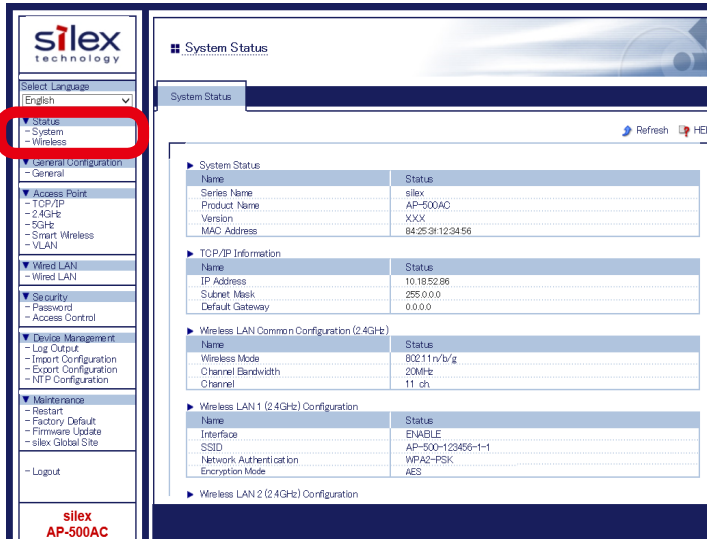 silex
technology
Select Language
English
▼ Status
- System
- Wireless
▼ General Configuration
- General
▼ Access Point
- TCP/IP
- 2.4GHz
- 5GHz
- Smart Wireless
- VLAN
▼ Wired LAN
- Wired LAN
▼ Security
- Password
- Access Control
▼ Device Management
- Log Output
- Import Configuration
- Export Configuration
- NTP Configuration
▼ Maintenance
- Restart
- Factory Default
- Firmware Update
- silex Global Site
- Logout
silex
AP-500AC
System Status
System Status
Refresh HE
► System Status
Name Status
Series Name silex
Product Name AP-500AC
Version X.X.X
MAC Address 84:25:3f:12:34:56
► TCP/IP Information
Name Status
IP Address 10.18.52.86
Subnet Mask 255.0.0.0
Default Gateway 0.0.0.0
► Wireless LAN Common Configuration (2.4GHz)
Name Status
Wireless Mode 802.11 n/b/g
Channel Bandwidth 20MHz
Channel 11 ch.
► Wireless LAN 1 (2.4GHz) Configuration
Name Status
Interface ENABLE
SSID AP-500-123456-1-1
Network Authentication WPA2-PSK
Encryption Mode AES
► Wireless LAN 2 (2.4GHz) Configuration